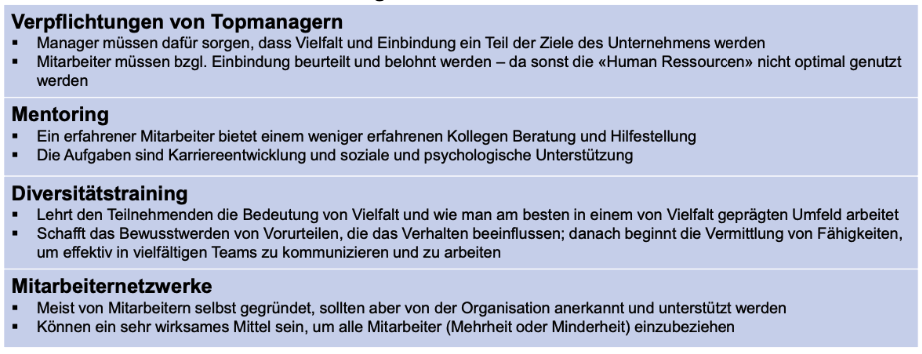 Verpflichtungen von Topmanagern
▪ Manager müssen dafür sorgen, dass Vielfalt und Einbindung ein Teil der Ziele des Unternehmens werden
▪ Mitarbeiter müssen bzgl. Einbindung beurteilt und belohnt werden – da sonst die «Human Ressourcen» nicht optimal genutzt
werden
Mentoring
▪ Ein erfahrener Mitarbeiter bietet einem weniger erfahrenen Kollegen Beratung und Hilfestellung
▪ Die Aufgaben sind Karriereentwicklung und soziale und psychologische Unterstützung
Diversitätstraining
▪ Lehrt den Teilnehmenden die Bedeutung von Vielfalt und wie man am besten in einem von Vielfalt geprägten Umfeld arbeitet
▪ Schafft das Bewusstwerden von Vorurteilen, die das Verhalten beeinflussen; danach beginnt die Vermittlung von Fähigkeiten,
um effektiv in vielfältigen Teams zu kommunizieren und zu arbeiten
Mitarbeiternetzwerke
▪ Meist von Mitarbeitern selbst gegründet, sollten aber von der Organisation anerkannt und unterstützt werden
▪ Können ein sehr wirksames Mittel sein, um alle Mitarbeiter (Mehrheit oder Minderheit) einzubeziehen